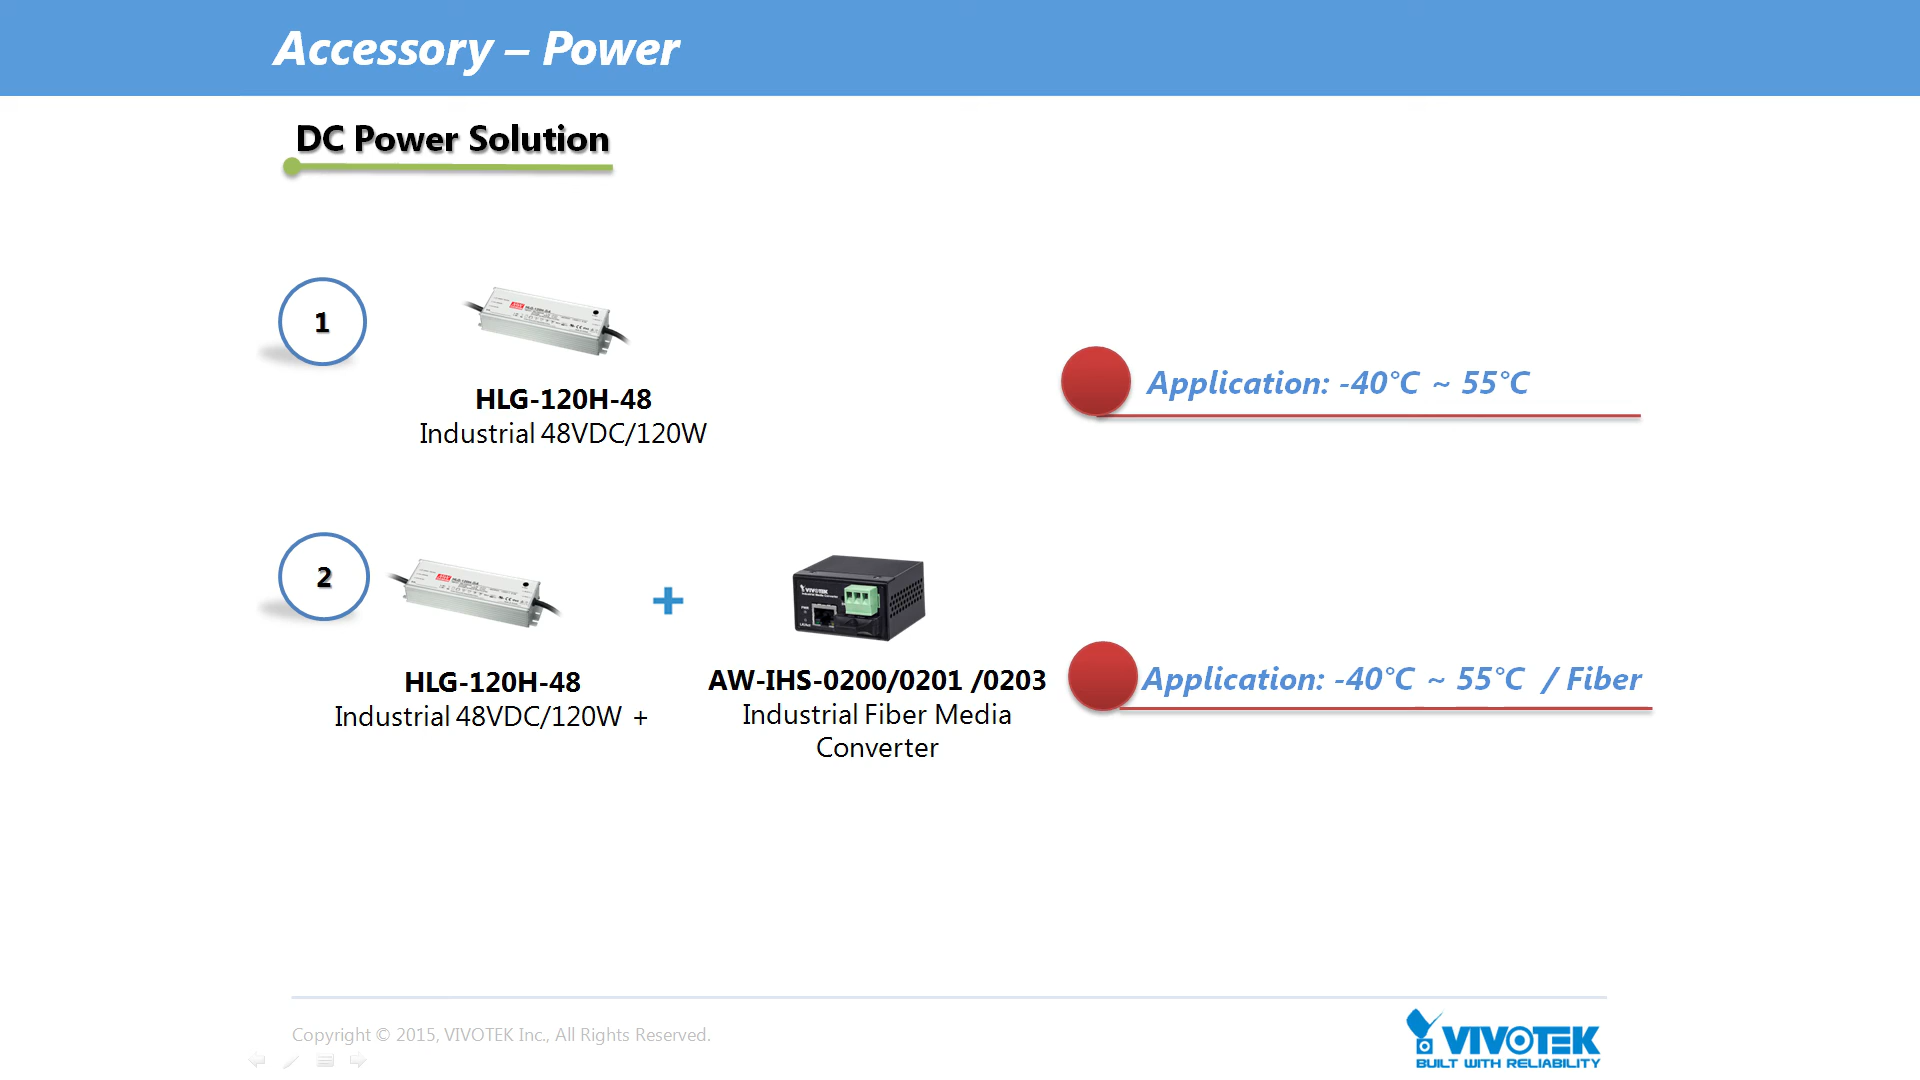 Accessory – Power
DC Power Solution
1
HLG-120H-48
Industrial 48VDC/120W
Application: -40°C ~ 55°C
2
HLG-120H-48
Industrial 48VDC/120W +
+
VIVOTEK
AW-IHS-0200/0201 /0203
Industrial Fiber Media
Converter
Application: -40°C ~ 55°C / Fiber
Copyright © 2015, VIVOTEK Inc., All Rights Reserved.
VIVOTEK
BUILT WITH RELIABILITY